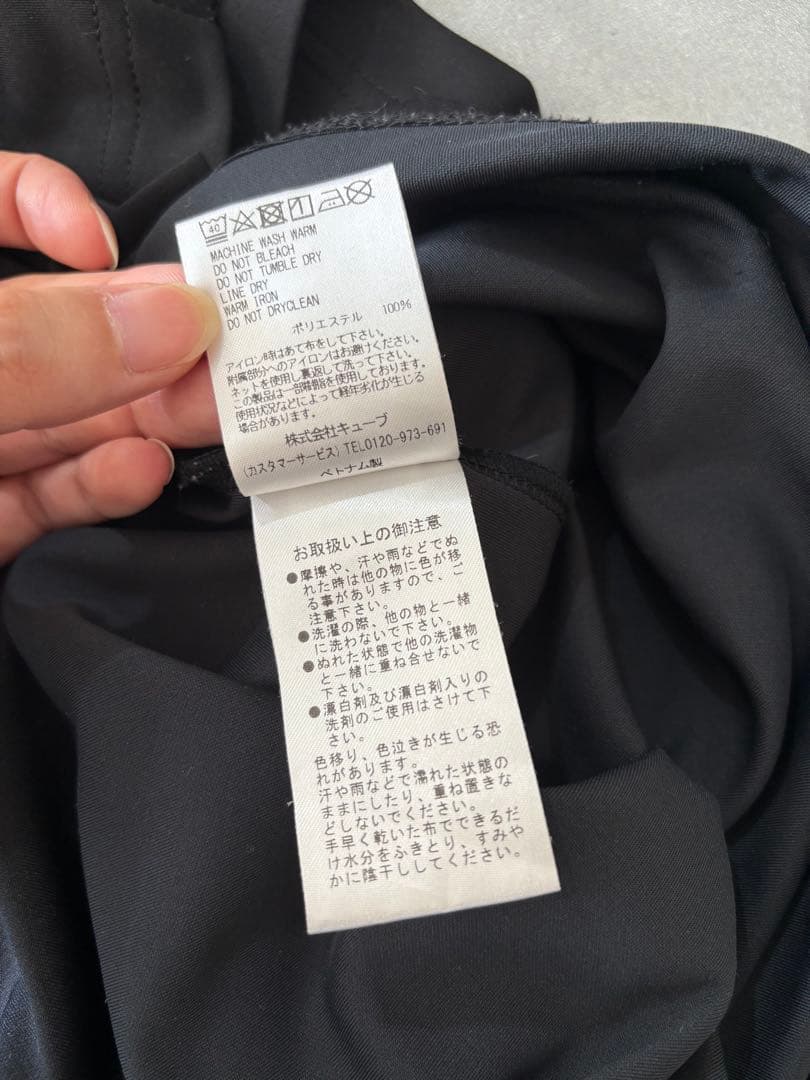 40
MACHINE WASH WARM
DO NOT BLEACH
DO NOT TUMBLE DRY
LINE DRY
WARM IRON
DO NOT DRYCLEAN
ポリエステル 100%
アイロン時はあて布をして下さい。
附属部分へのアイロンはお避けください。
ネットを使用し裏返して洗って下さい。
この製品は一部樹脂を使用しております。
使用状況などによって経年劣化が生じる
場合があります。
株式会社キューブ
(カスタマーサービス) TEL0120-973-691
ベトナム製
お取扱い上の御注意
●摩擦や、汗や雨などでぬ
れた時は他の物に色が移
る事がありますので、ご
注意下さい。
●洗濯の際、他の物と一緒
に洗わないで下さい。
●ぬれた状態で他の洗濯物
と一緒に重ね合せないで
下さい。
●漂白剤及び漂白剤入りの
洗剤のご使用はさけて下
さい。
色移り、色泣きが生じる恐
れがあります。
汗や雨などで濡れた状態の
ままにしたり、重ね置きな
どしないでください。
手早く乾いた布でできるだ
け水分をふきとり、すみや
かに陰干ししてください。